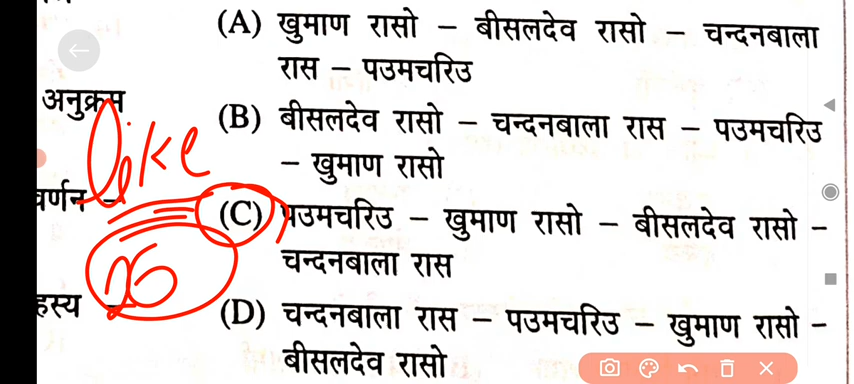 (A) खुमाण रासो - बीसलदेव रासो - चन्दनबाला
रास - पउमचरिउ
अनुक्रम
like
(B) बीसलदेव रासो - चन्दनबाला रास - पउमचरिउ
- खुमाण रासो
वर्णन -
(C) पउमचरिउ - खुमाण रासो - बीसलदेव रासो -
चन्दनबाला रास
26
हस्य -
(D) चन्दनबाला रास - पउमचरिउ - खुमाण रासो -
बीसलदेव रासो